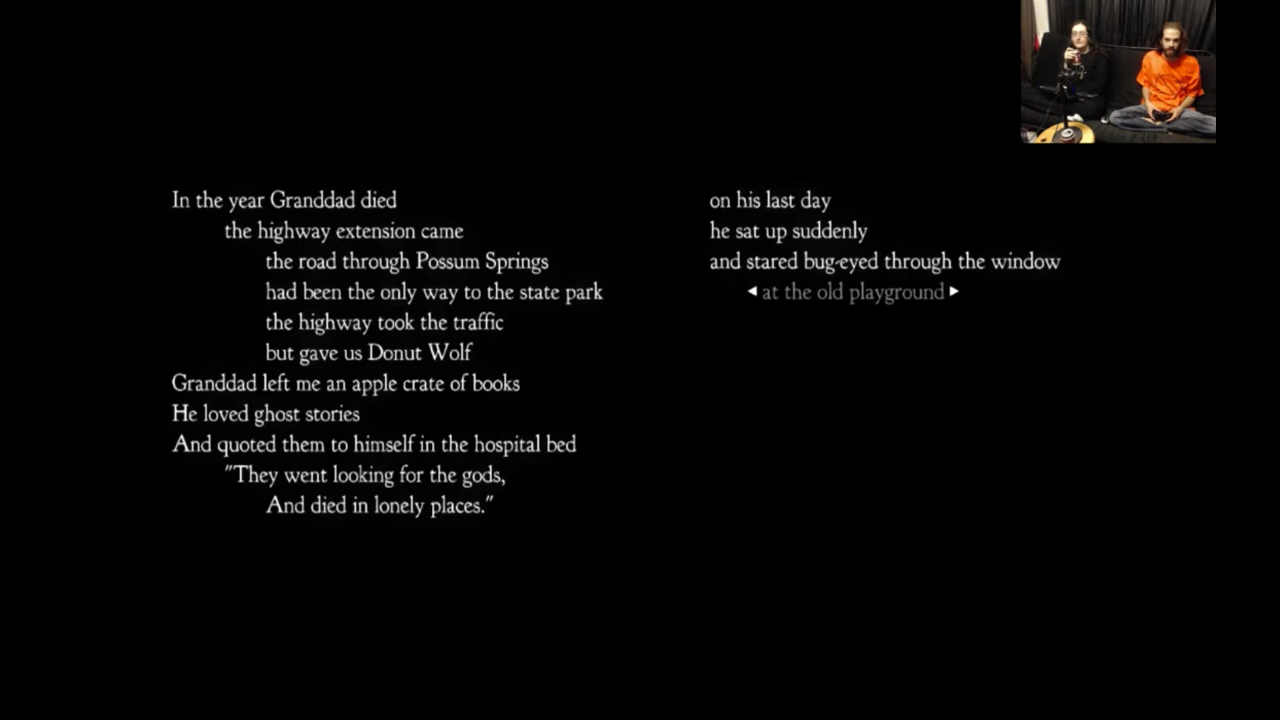 In the year Granddad died
the highway extension came
the road through Possum Springs
had been the only way to the state park
the highway took the traffic
but gave us Donut Wolf
Granddad left me an apple crate of books
He loved ghost stories
And quoted them to himself in the hospital bed
"They went looking for the gods,
And died in lonely places."
on his last day
he sat up suddenly
and stared bug-eyed through the window
at the old playground